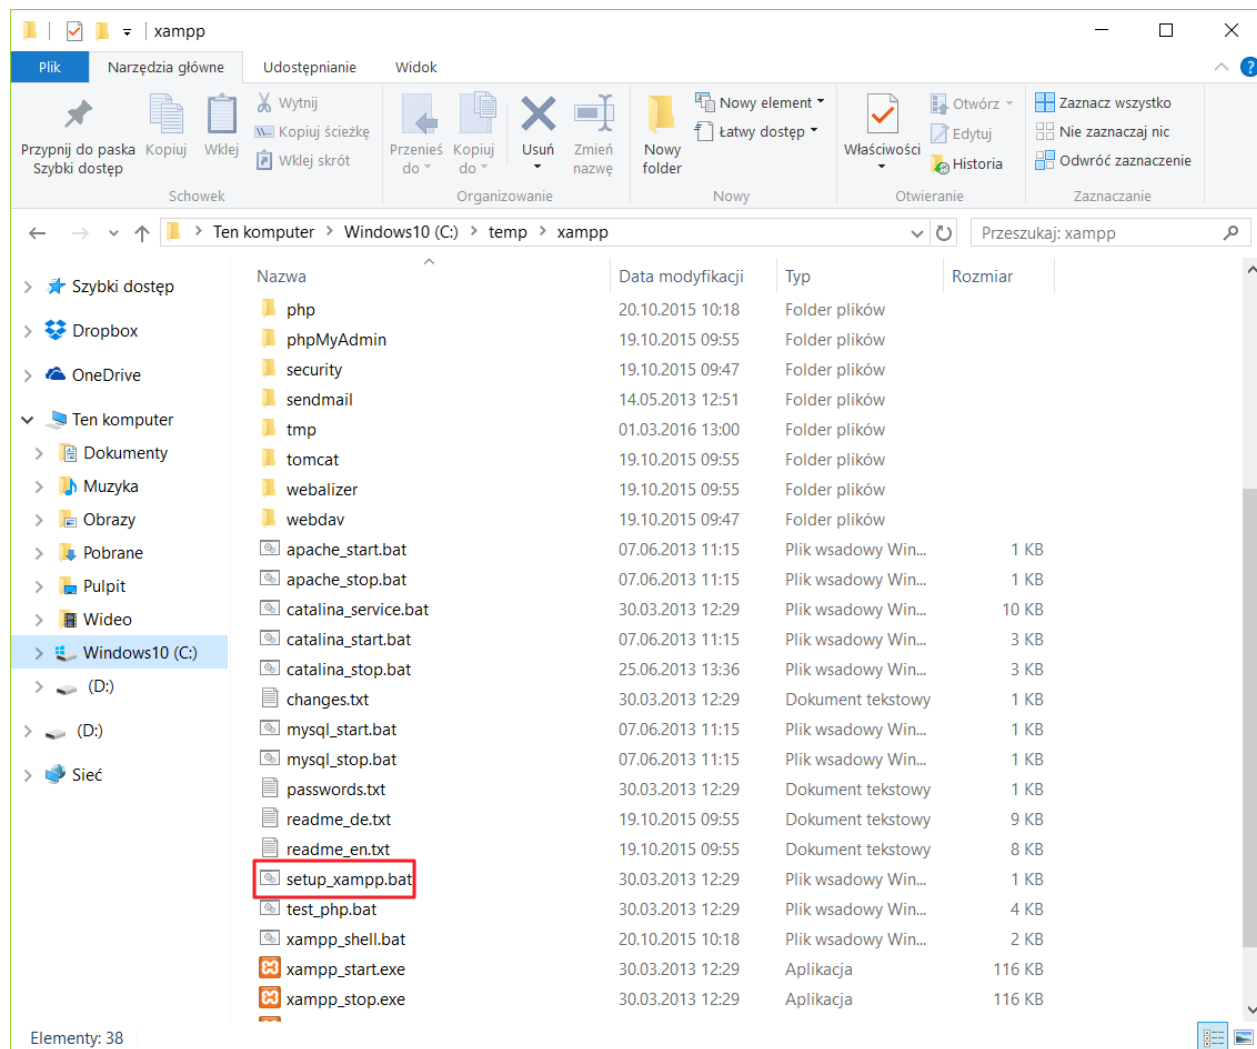 xampp
Plik Narzędzia główne Udostępnianie Widok
Przypnij do paska Szybki dostęp
Kopiuj
Wklej
Wytnij
Kopiuj ścieżkę
Wklej skrót
Schowek
Przenieś do
Kopiuj do
Usuń
Zmień nazwę
Organizowanie
Nowy folder
Nowy element
Łatwy dostęp
Nowy
Właściwości
Otwórz
Edytuj
Historia
Otwieranie
Zaznacz wszystko
Nie zaznaczaj nic
Odwróć zaznaczenie
Zaznaczanie
Ten komputer > Windows10 (C:) > temp > xampp
Przeszukaj: xampp
Szybki dostęp
Dropbox
OneDrive
Ten komputer
Dokumenty
Muzyka
Obrazy
Pobrane
Pulpit
Wideo
Windows10 (C:)
(D:)
(D:)
Sieć
Nazwa Data modyfikacji Typ Rozmiar
php 20.10.2015 10:18 Folder plików
phpMyAdmin 19.10.2015 09:55 Folder plików
security 19.10.2015 09:47 Folder plików
sendmail 14.05.2013 12:51 Folder plików
tmp 01.03.2016 13:00 Folder plików
tomcat 19.10.2015 09:55 Folder plików
webalizer 19.10.2015 09:55 Folder plików
webdav 19.10.2015 09:47 Folder plików
apache_start.bat 07.06.2013 11:15 Plik wsadowy Win... 1 KB
apache_stop.bat 07.06.2013 11:15 Plik wsadowy Win... 1 KB
catalina_service.bat 30.03.2013 12:29 Plik wsadowy Win... 10 KB
catalina_start.bat 07.06.2013 11:15 Plik wsadowy Win... 3 KB
catalina_stop.bat 25.06.2013 13:36 Plik wsadowy Win... 3 KB
changes.txt 30.03.2013 12:29 Dokument tekstowy 1 KB
mysql_start.bat 07.06.2013 11:15 Plik wsadowy Win... 1 KB
mysql_stop.bat 07.06.2013 11:15 Plik wsadowy Win... 1 KB
passwords.txt 30.03.2013 12:29 Dokument tekstowy 1 KB
readme_de.txt 19.10.2015 09:55 Dokument tekstowy 9 KB
readme_en.txt 19.10.2015 09:55 Dokument tekstowy 8 KB
setup_xampp.bat 30.03.2013 12:29 Plik wsadowy Win... 1 KB
test_php.bat 30.03.2013 12:29 Plik wsadowy Win... 4 KB
xampp_shell.bat 20.10.2015 10:18 Plik wsadowy Win... 2 KB
xampp_start.exe 30.03.2013 12:29 Aplikacja 116 KB
xampp_stop.exe 30.03.2013 12:29 Aplikacja 116 KB
Elementy: 38